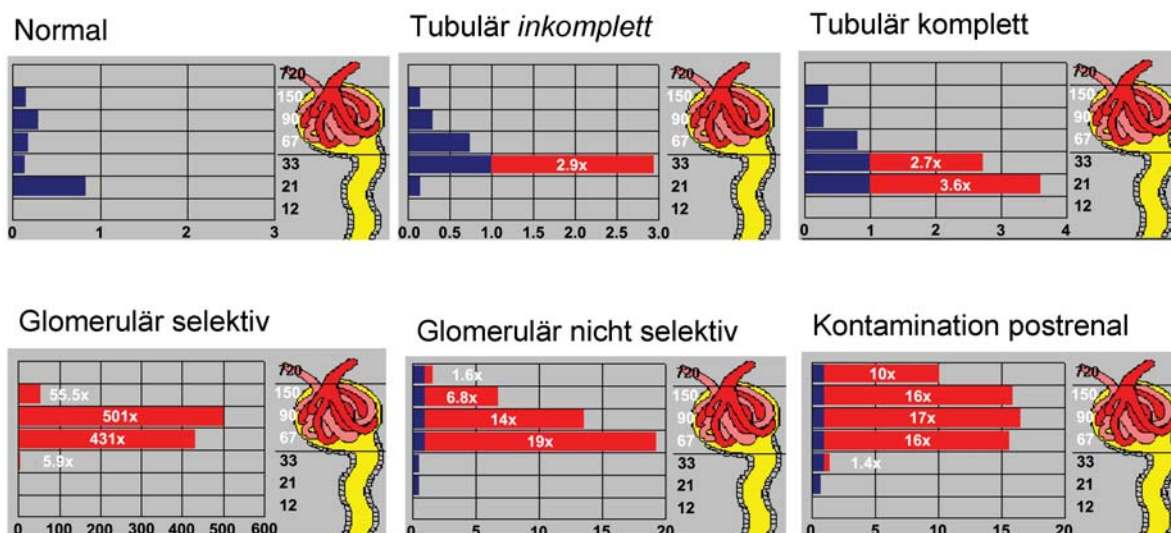 Normal
720
150
90
67
33
21
12
0 1 2 3
Tubulär inkomplett
720
150
90
67
2.9x 33
21
12
0.0 0.5 1.0 1.5 2.0 2.5 3.0
Tubulär komplett
720
150
90
67
2.7x 33
3.6x 21
12
0 1 2 3 4
Glomerulär selektiv
720
55.5x 150
501x 90
431x 67
5.9x 33
21
12
0 100 200 300 400 500 600
Glomerulär nicht selektiv
1.6x 720
6.8x 150
14x 90
19x 67
33
21
12
0 5 10 15 20
Kontamination postrenal
10x 720
16x 150
17x 90
16x 67
1.4x 33
21
12
0 5 10 15 20